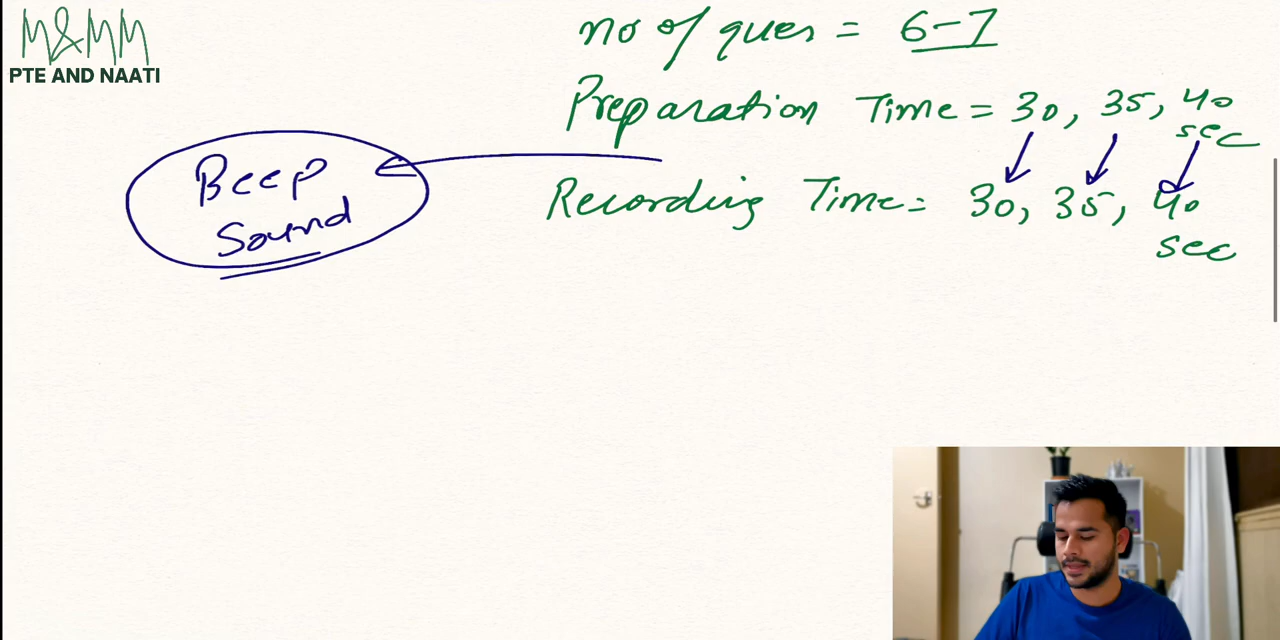 M&MM
PTE AND NAATI
no of ques = 6-7
Preparation Time = 30, 35, 40
sec
Beep
Sound
Recording Time = 30, 35, 40
sec